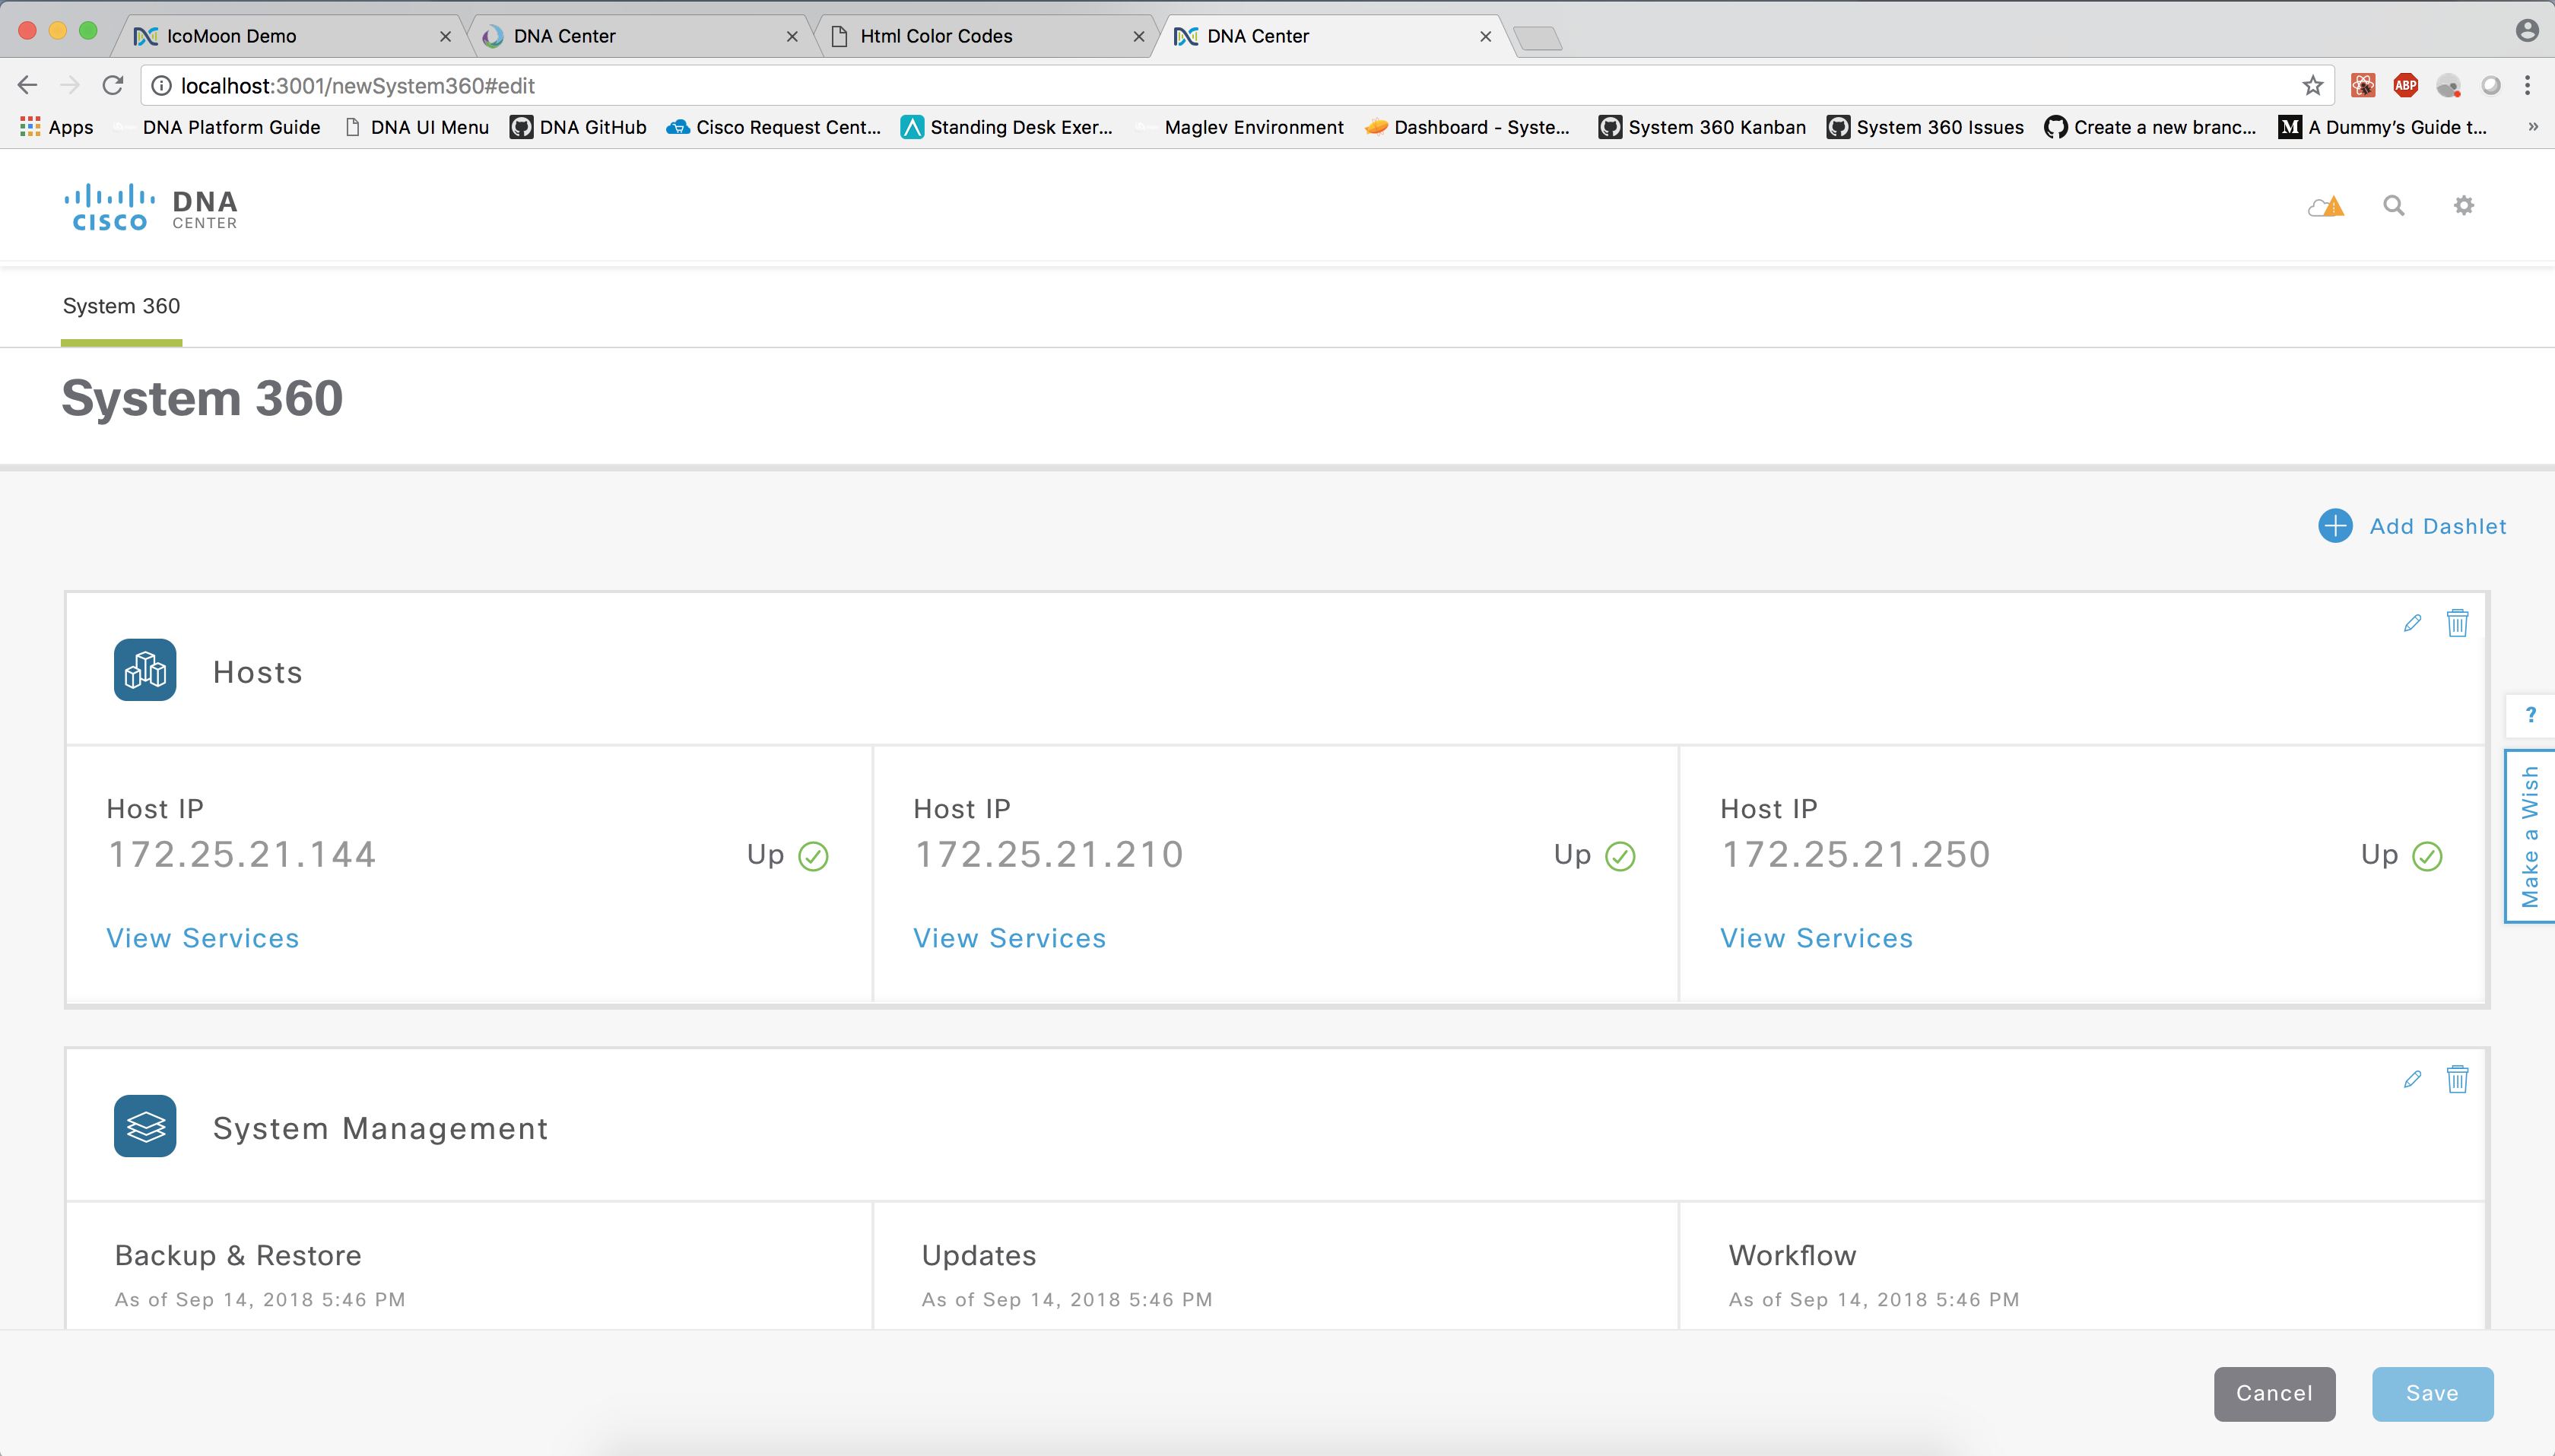 IcoMoon Demo
DNA Center
Html Color Codes
DNA Center
localhost:3001/newSystem360#edit
ABP
Apps
DNA Platform Guide
DNA UI Menu
DNA GitHub
Cisco Request Cent...
Standing Desk Exer...
Maglev Environment
Dashboard - Syste...
System 360 Kanban
System 360 Issues
Create a new branc...
M
A Dummy's Guide t...
»
CISCO
DNA
CENTER
System 360
System 360
Add Dashlet
Hosts
?
Make a Wish
Host IP
172.25.21.144
Up
View Services
Host IP
172.25.21.210
Up
View Services
Host IP
172.25.21.250
Up
View Services
System Management
Backup & Restore
As of Sep 14, 2018 5:46 PM
Updates
As of Sep 14, 2018 5:46 PM
Workflow
As of Sep 14, 2018 5:46 PM
Cancel
Save